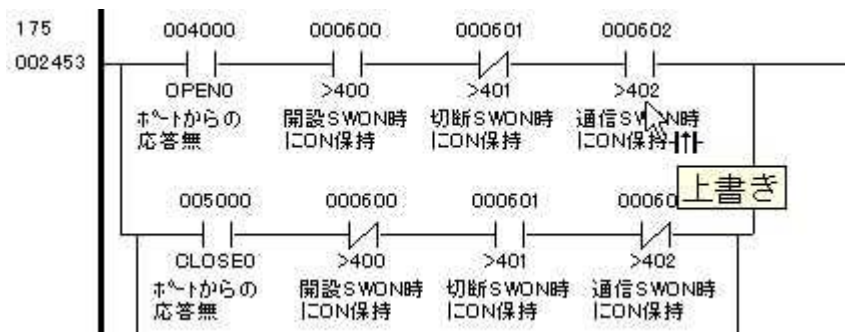 175
004000 000600 000601 000602
002453
OPEN0 >400 >401 >402
ポートからの 開設SWON時 切断SWON時 通信SWON時
応答無 にON保持 にON保持 にON保持
上書き
005000 000600 000601 00060
CLOSE0 >400 >401 >402
ポートからの 開設SWON時 切断SWON時 通信SWON時
応答無 にON保持 にON保持 にON保持